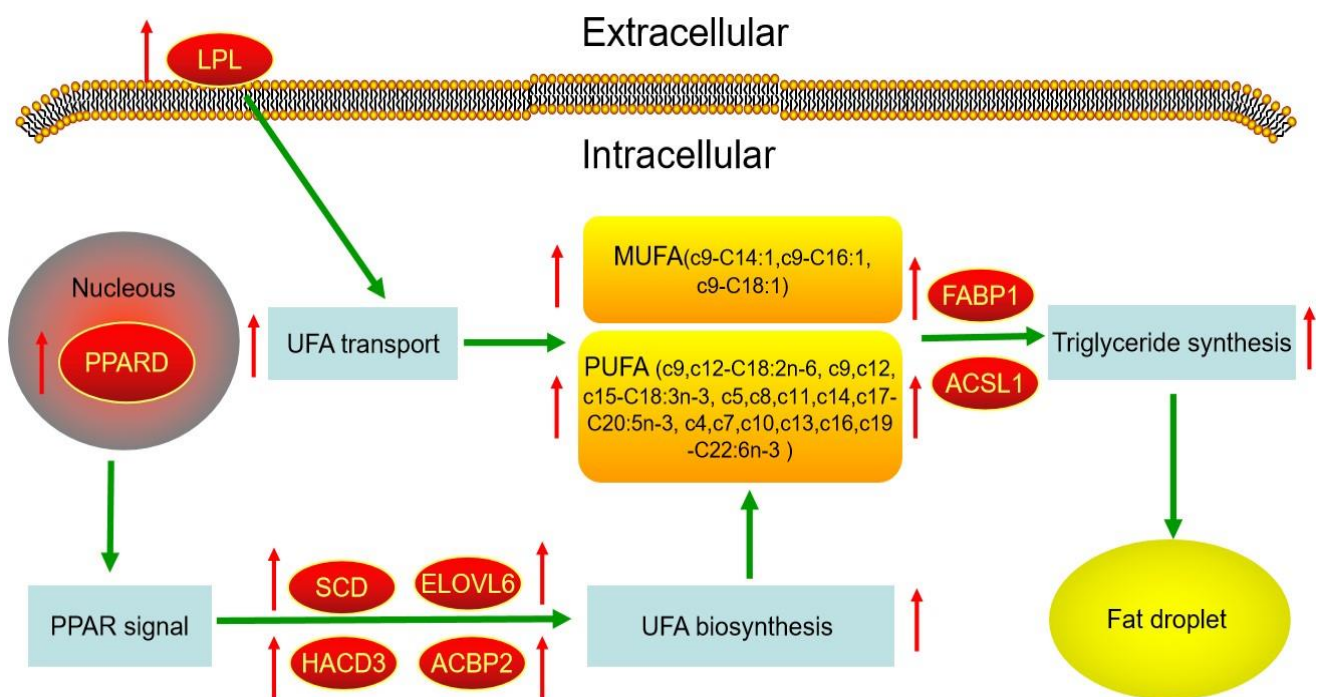 Extracellular
LPL
Intracellular
Nucleous
PPARD
UFA transport
MUFA(c9-C14:1,c9-C16:1,
c9-C18:1)
PUFA (c9,c12-C18:2n-6, c9,c12,
c15-C18:3n-3, c5,c8,c11,c14,c17-
C20:5n-3, c4,c7,c10,c13,c16,c19
-C22:6n-3 )
FABP1
ACSL1
Triglyceride synthesis
PPAR signal
SCD
ELOVL6
HACD3
ACBP2
UFA biosynthesis
Fat droplet